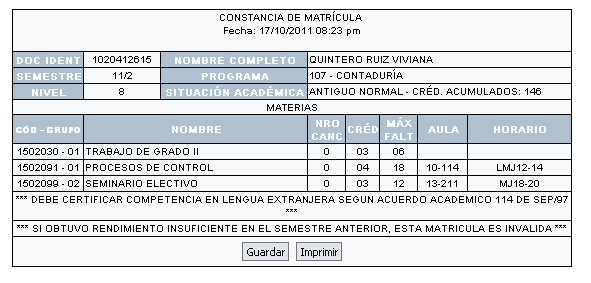 CONSTANCIA DE MATRÍCULA
Fecha: 17/10/2011 08:23 pm
DOC IDENT 1020412615 NOMBRE COMPLETO QUINTERO RUIZ VIVIANA
SEMESTRE 11/2 PROGRAMA 107 - CONTADURÍA
NIVEL 8 SITUACIÓN ACADÉMICA ANTIGUO NORMAL - CRÉD. ACUMULADOS: 146
MATERIAS
CÓD - GRUPO NOMBRE NRO CANC CRÉD MÁX FALT AULA HORARIO
1502030 - 01 TRABAJO DE GRADO II 0 03 06
1502091 - 01 PROCESOS DE CONTROL 0 04 18 10-114 LMJ12-14
1502099 - 02 SEMINARIO ELECTIVO 0 03 12 13-211 MJ18-20
*** DEBE CERTIFICAR COMPETENCIA EN LENGUA EXTRANJERA SEGUN ACUERDO ACADEMICO 114 DE SEP/97
***
*** SI OBTUVO RENDIMIENTO INSUFICIENTE EN EL SEMESTRE ANTERIOR, ESTA MATRICULA ES INVALIDA ***
Guardar Imprimir